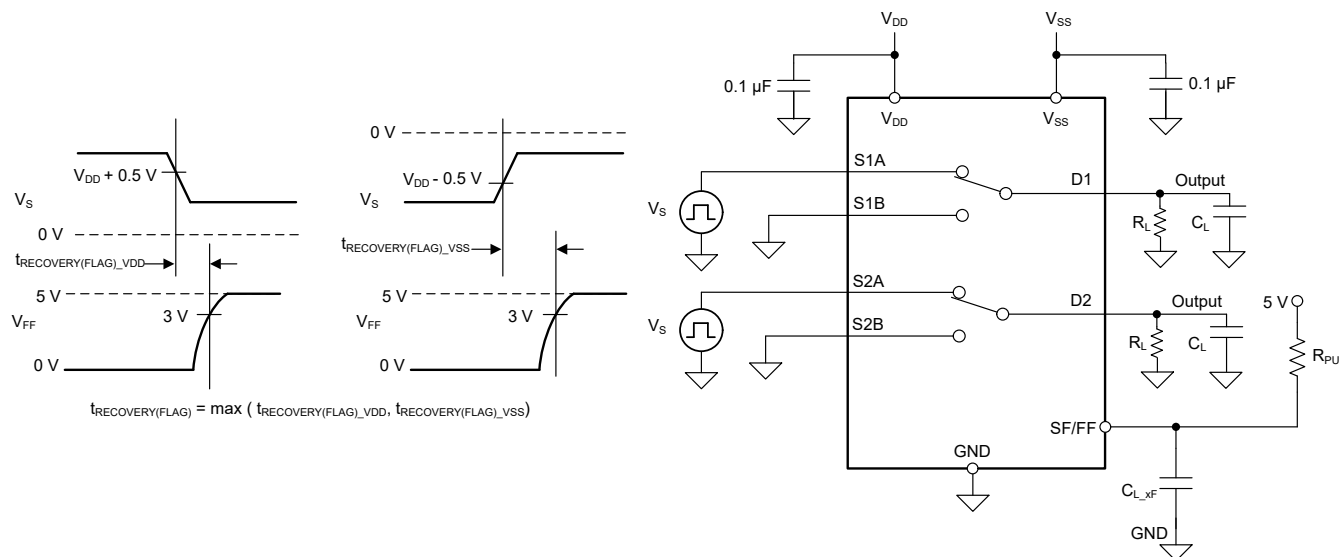 0 V
V_DD + 0.5 V
V_S
0 V
t_RECOVERY(FLAG)_VDD
5 V
3 V
V_FF
0 V
0 V
V_DD - 0.5 V
V_S
t_RECOVERY(FLAG)_VSS
5 V
3 V
V_FF
0 V
t_RECOVERY(FLAG) = max ( t_RECOVERY(FLAG)_VDD, t_RECOVERY(FLAG)_VSS)
V_DD
V_SS
0.1 µF
0.1 µF
V_DD
V_SS
S1A
D1
Output
V_S
S1B
R_L
C_L
S2A
D2
Output
5 V
V_S
S2B
R_L
C_L
R_PU
SF/FF
GND
C_L_xF
GND